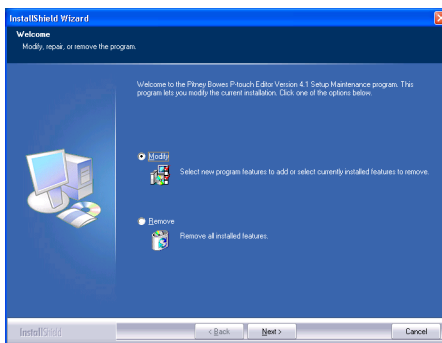 InstallShield Wizard
Welcome
Modify, repair, or remove the program.
Welcome to the Pitney Bowes P-touch Editor Version 4.1 Setup Maintenance program. This
program lets you modify the current installation. Click one of the options below.
Modify
Select new program features to add or select currently installed features to remove.
Remove
Remove all installed features.
InstallShield
< Back
Next >
Cancel